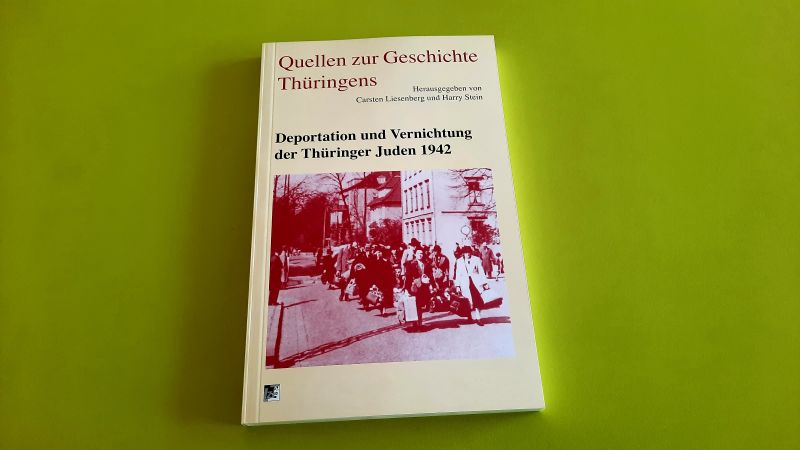 Quellen zur Geschichte
Thüringens
Herausgegeben von
Carsten Liesenberg und Harry Stein
Deportation und Vernichtung
der Thüringer Juden 1942